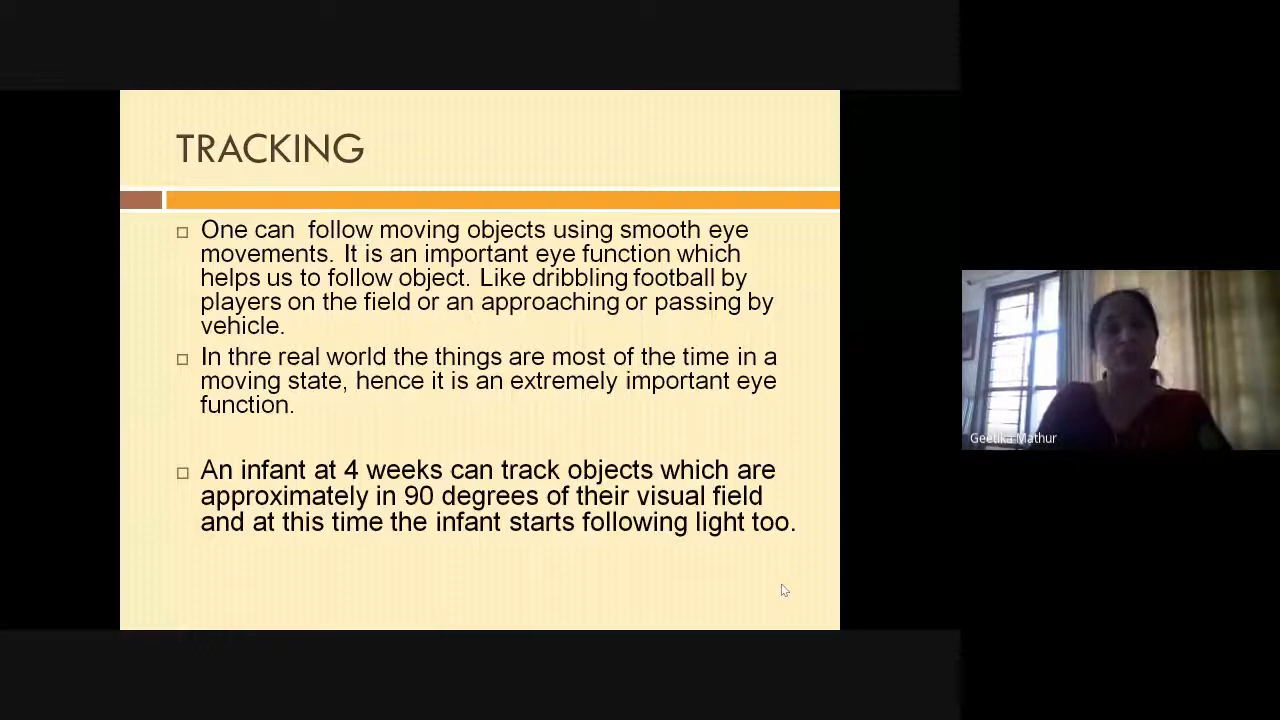 TRACKING
One can  follow moving objects using smooth eye
movements. It is an important eye function which
helps us to follow object. Like dribbling football by
players on the field or an approaching or passing by
vehicle.
In thre real world the things are most of the time in a
moving state, hence it is an extremely important eye
function.
An infant at 4 weeks can track objects which are
approximately in 90 degrees of their visual field
and at this time the infant starts following light too.
Geetika Mathur